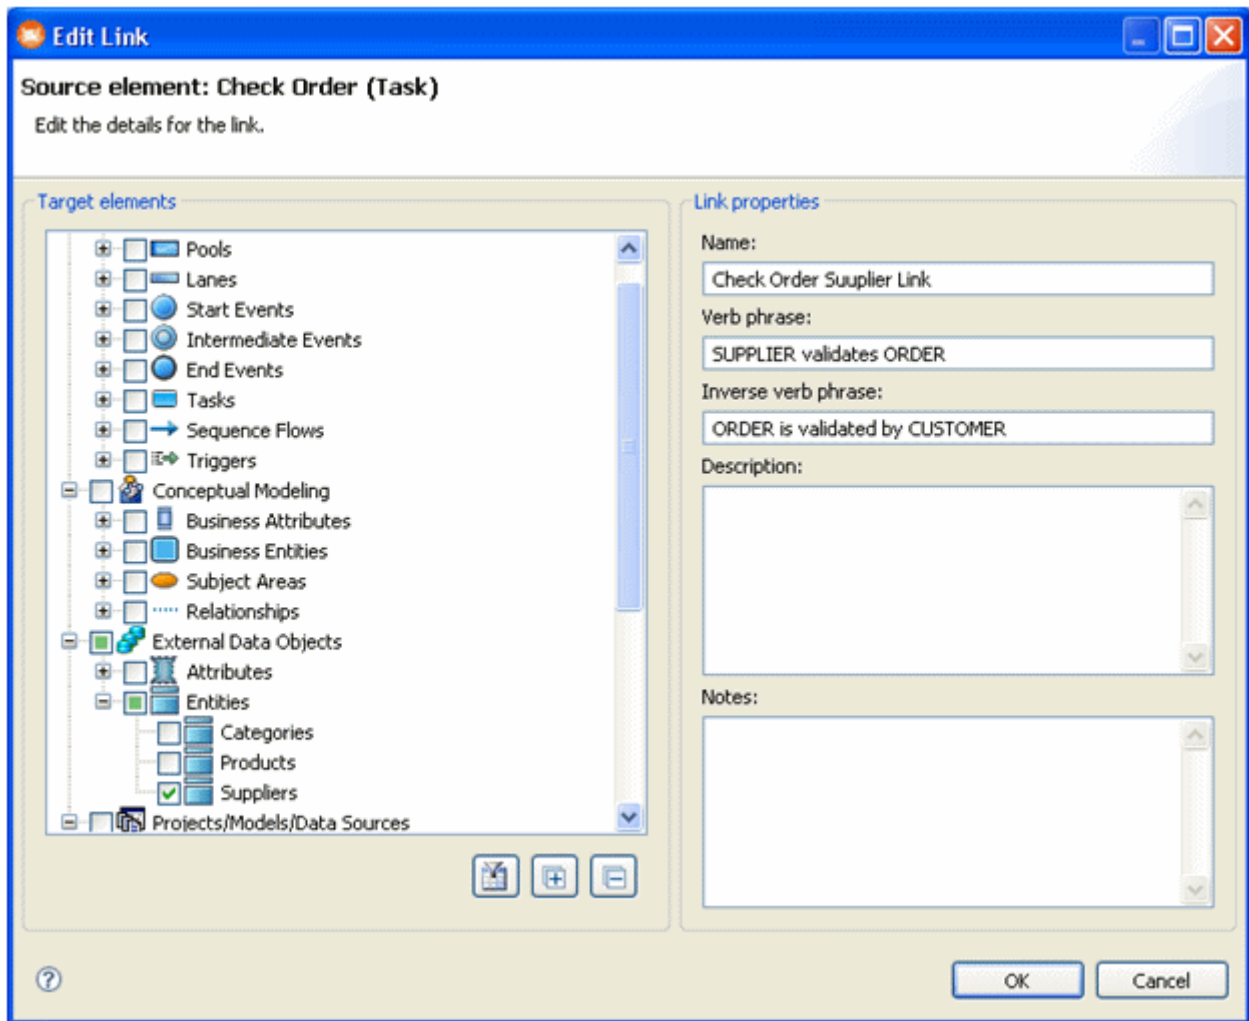 Edit Link
Source element: Check Order (Task)
Edit the details for the link.
Target elements
Pools
Lanes
Start Events
Intermediate Events
End Events
Tasks
Sequence Flows
Triggers
Conceptual Modeling
Business Attributes
Business Entities
Subject Areas
Relationships
External Data Objects
Attributes
Entities
Categories
Products
Suppliers
Projects/Models/Data Sources
Link properties
Name:
Check Order Suuplier Link
Verb phrase:
SUPPLIER validates ORDER
Inverse verb phrase:
ORDER is validated by CUSTOMER
Description:
Notes:
OK
Cancel